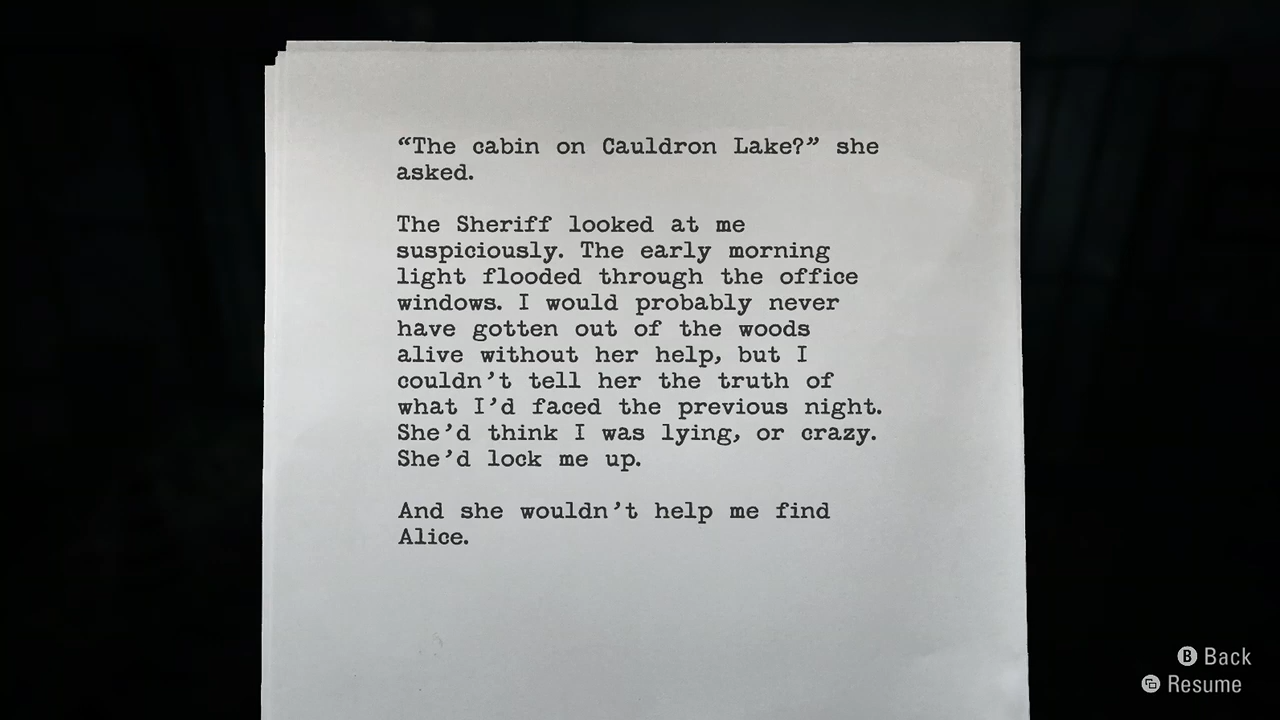 “The cabin on Cauldron Lake?” she
asked.
The Sheriff looked at me
suspiciously. The early morning
light flooded through the office
windows. I would probably never
have gotten out of the woods
alive without her help, but I
couldn’t tell her the truth of
what I’d faced the previous night.
She’d think I was lying, or crazy.
She’d lock me up.
And she wouldn’t help me find
Alice.
B Back
Resume